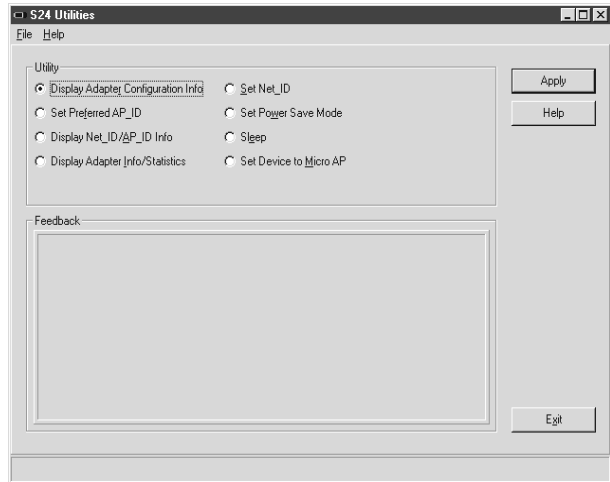 S24 Utilities
File Help
Utility
Display Adapter Configuration Info
Set Preferred AP_ID
Display Net_ID/AP_ID Info
Display Adapter Info/Statistics
Set Net_ID
Set Power Save Mode
Sleep
Set Device to Micro AP
Apply
Help
Feedback
Exit